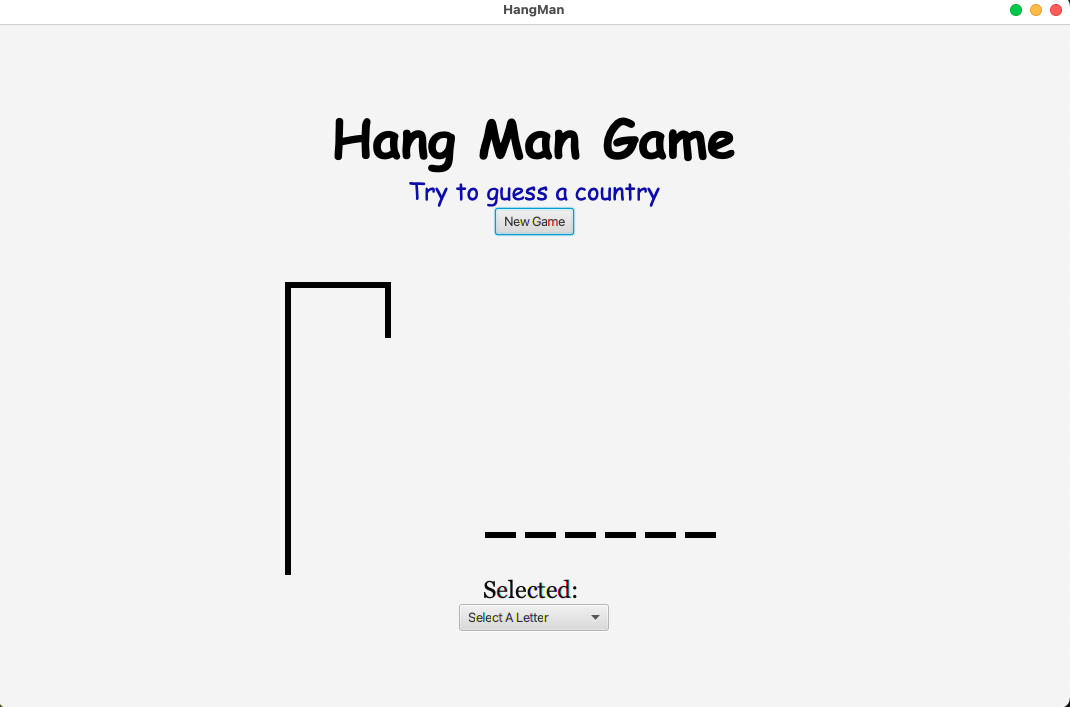 HangMan
Hang Man Game
Try to guess a country
New Game
Selected:
Select A Letter